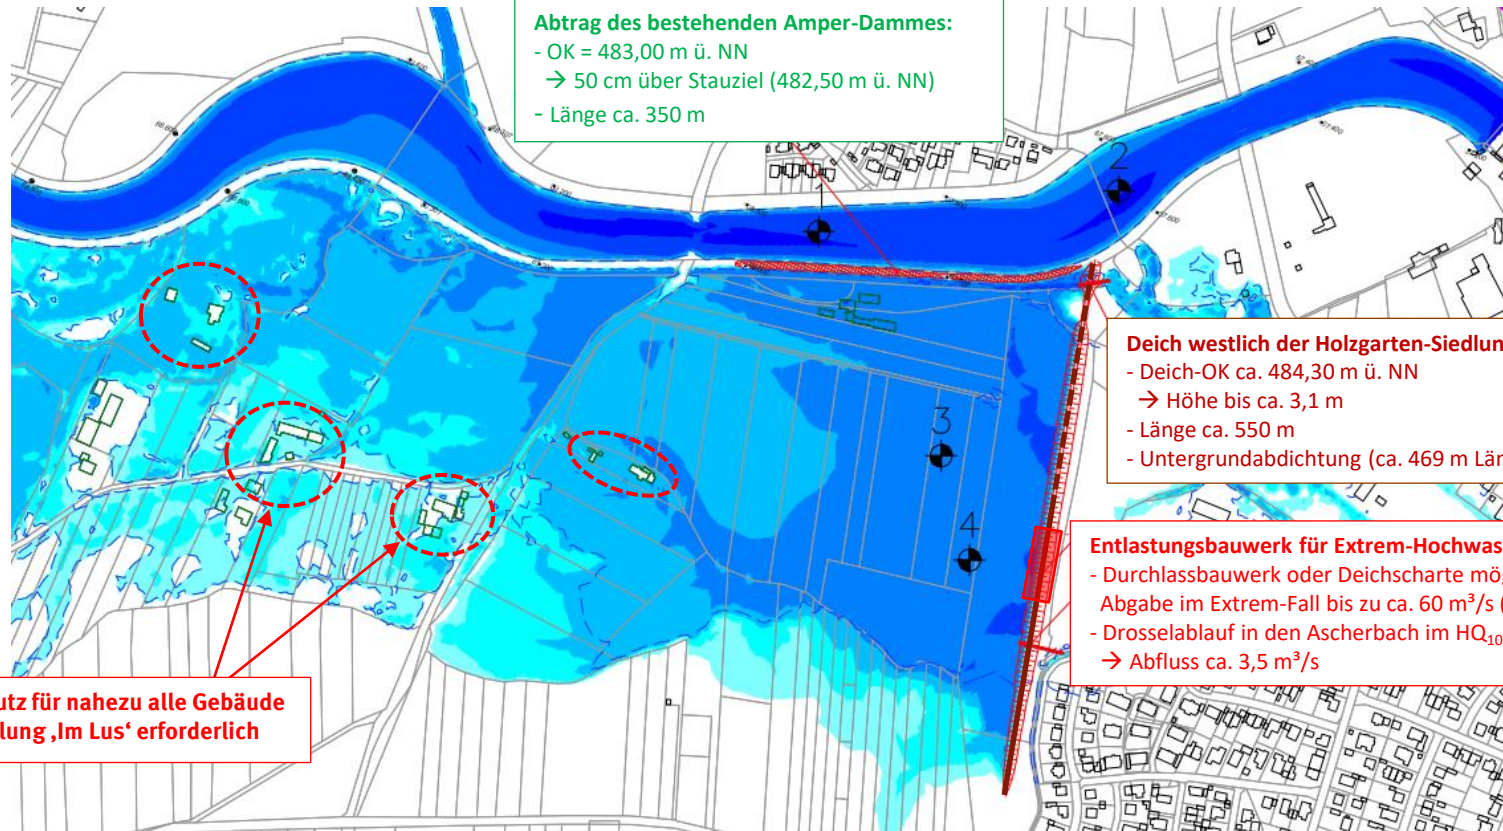 Abtrag des bestehenden Amper-Dammes:
- OK = 483,00 m ü. NN
→ 50 cm über Stauziel (482,50 m ü. NN)
- Länge ca. 350 m
1
2
3
4
Deich westlich der Holzgarten-Siedlun
- Deich-OK ca. 484,30 m ü. NN
→ Höhe bis ca. 3,1 m
- Länge ca. 550 m
- Untergrundabdichtung (ca. 469 m Län
Entlastungsbauwerk für Extrem-Hochwas
- Durchlassbauwerk oder Deichscharte mög
Abgabe im Extrem-Fall bis zu ca. 60 m³/s (
- Drosselablauf in den Ascherbach im HQ₁₀
→ Abfluss ca. 3,5 m³/s
utz für nahezu alle Gebäude
lung ‚Im Lus‘ erforderlich